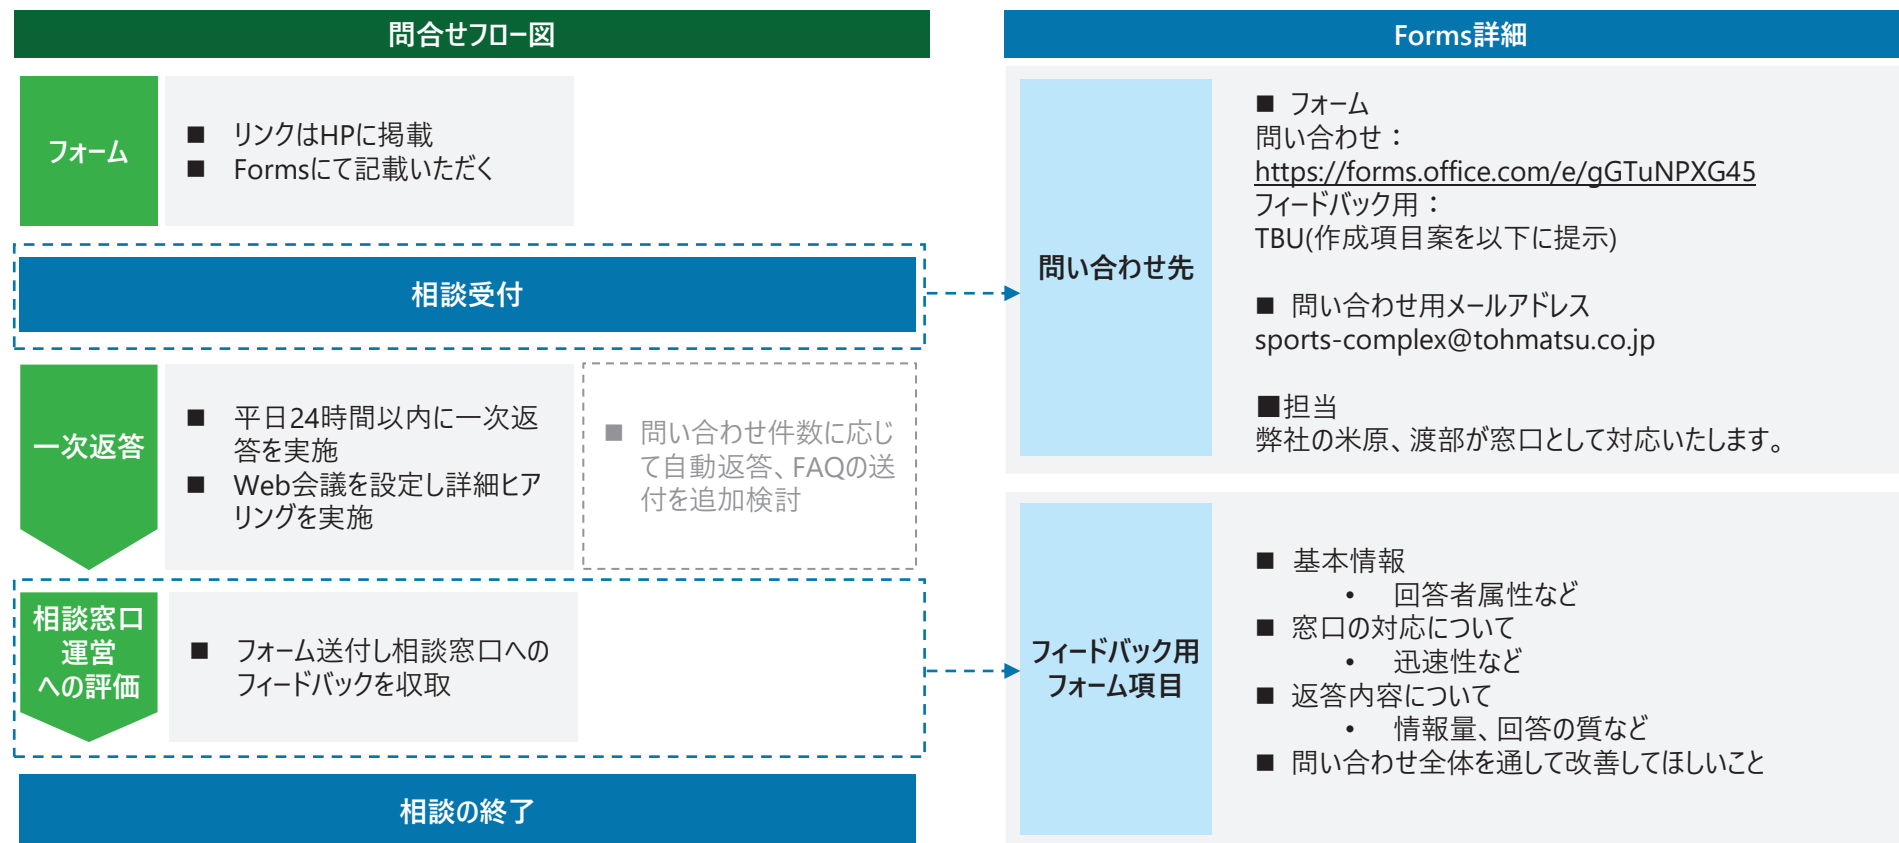 問合せフロー図
フォーム
■ リンクはHPに掲載
■ Formsにて記載いただく
相談受付
一次返答
■ 平日24時間以内に一次返
答を実施
■ Web会議を設定し詳細ヒア
リングを実施
■ 問い合わせ件数に応じ
て自動返答、FAQの送
付を追加検討
相談窓口
運営
への評価
■ フォーム送付し相談窓口への
フィードバックを収取
相談の終了
Forms詳細
問い合わせ先
■ フォーム
問い合わせ：
https://forms.office.com/e/gGTuNPXG45
フィードバック用：
TBU(作成項目案を以下に提示)
■ 問い合わせ用メールアドレス
sports-complex@tohmatsu.co.jp
■担当
弊社の米原、渡部が窓口として対応いたします。
フィードバック用
フォーム項目
■ 基本情報
• 回答者属性など
■ 窓口の対応について
• 迅速性など
■ 返答内容について
• 情報量、回答の質など
■ 問い合わせ全体を通して改善してほしいこと